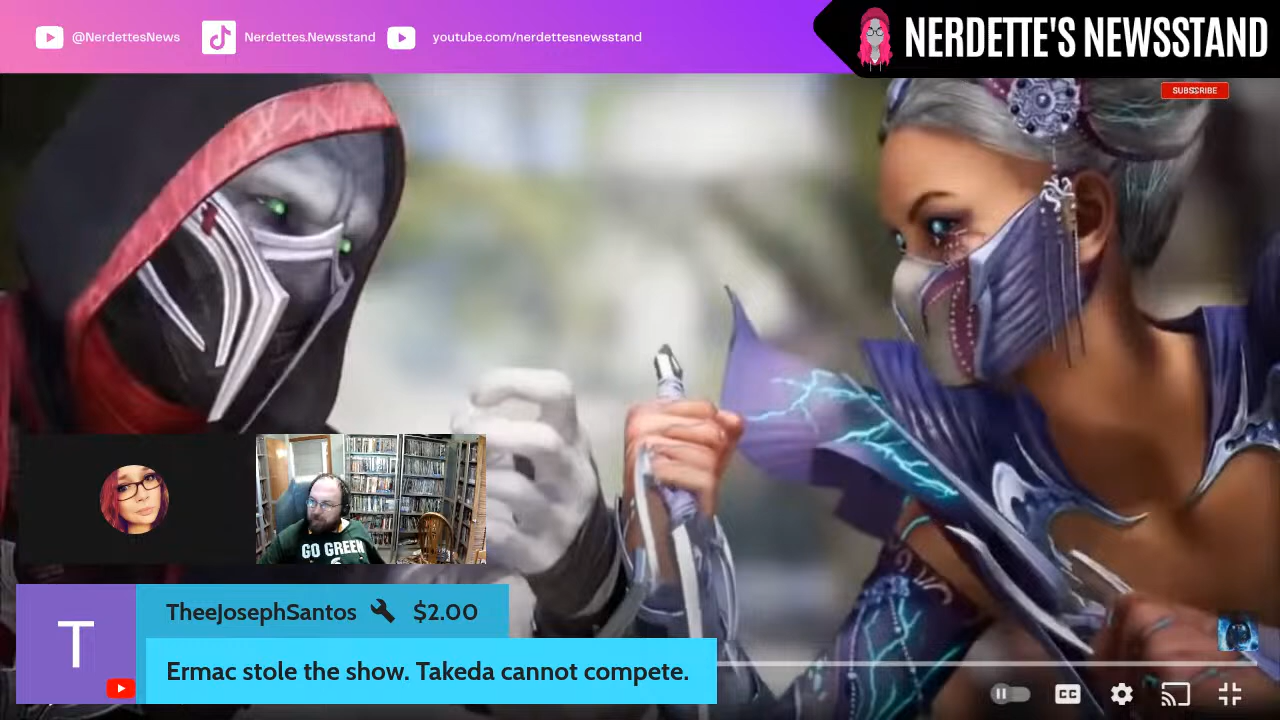 @NerdettesNews
Nerdettes.Newsstand
youtube.com/nerdettesnewsstand
NERDETTE'S NEWSSTAND
SUBSCRIBE
GO GREEN
T
TheeJosephSantos $2.00
Ermac stole the show. Takeda cannot compete.
CC